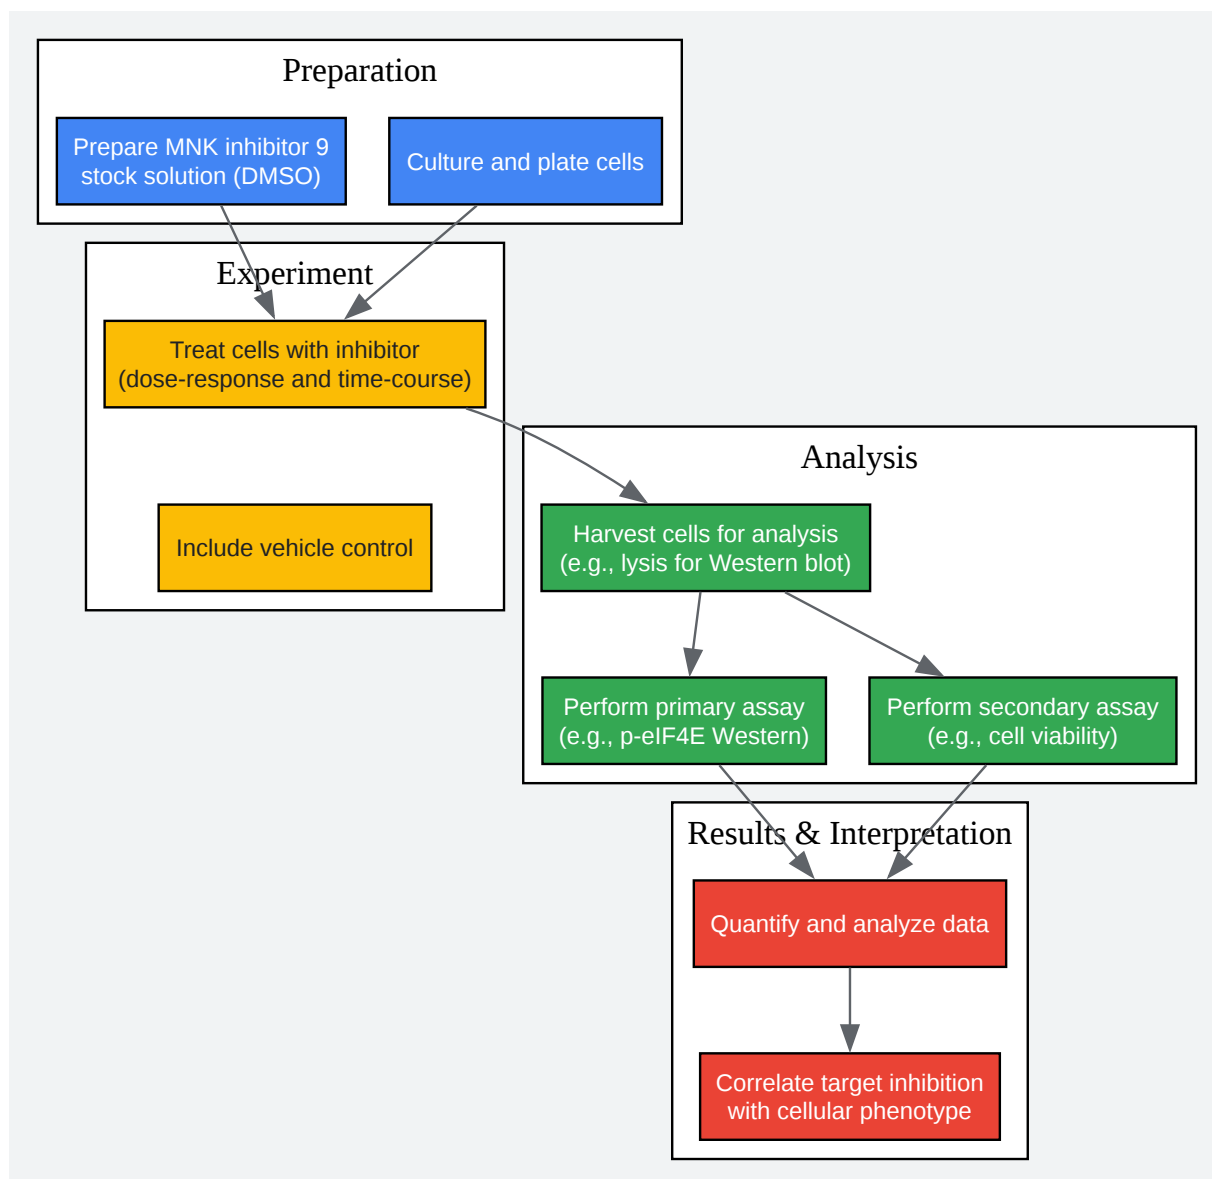 Preparation
Prepare MNK inhibitor 9
stock solution (DMSO)
Culture and plate cells
Experiment
Treat cells with inhibitor
(dose-response and time-course)
Include vehicle control
Analysis
Harvest cells for analysis
(e.g., lysis for Western blot)
Perform primary assay
(e.g., p-eIF4E Western)
Perform secondary assay
(e.g., cell viability)
Results & Interpretation
Quantify and analyze data
Correlate target inhibition
with cellular phenotype